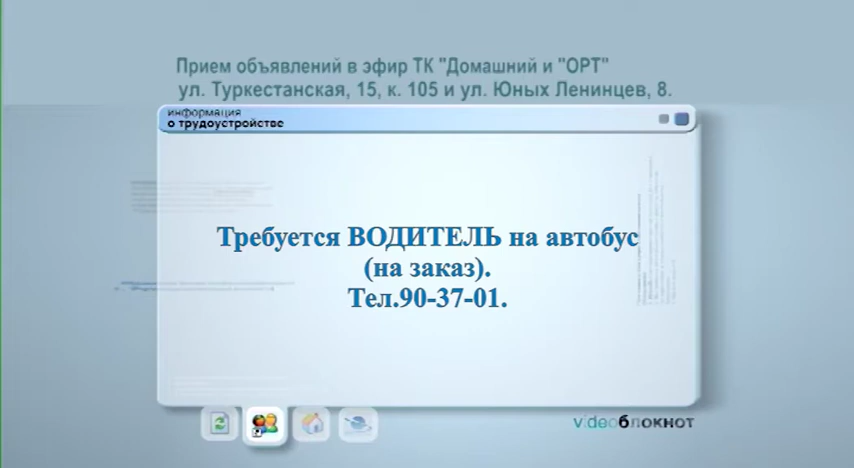 Прием объявлений в эфир ТК "Домашний и "ОРТ"
ул. Туркестанская, 15, к. 105 и ул. Юных Ленинцев, 8.
информация
о трудоустройстве
Требуется ВОДИТЕЛЬ на автобус
(на заказ).
Тел.90-37-01.
videoблокнот